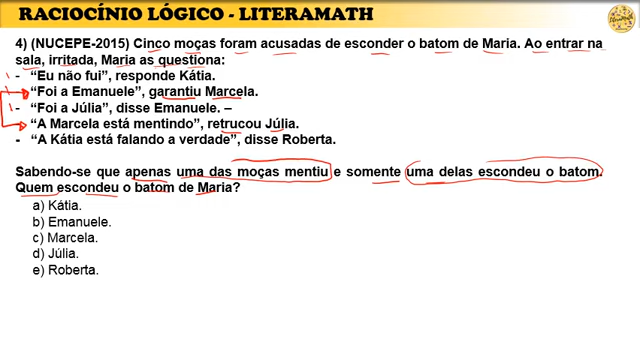 RACIOCÍNIO LÓGICO - LITERAMATH
4) (NUCEPE-2015) Cinco moças foram acusadas de esconder o batom de Maria. Ao entrar na
sala, irritada, Maria as questiona:
- “Eu não fui”, responde Kátia.
- “Foi a Emanuele”, garantiu Marcela.
- “Foi a Júlia”, disse Emanuele. –
- “A Marcela está mentindo”, retrucou Júlia.
- “A Kátia está falando a verdade”, disse Roberta.
Sabendo-se que apenas uma das moças mentiu e somente uma delas escondeu o batom.
Quem escondeu o batom de Maria?
a) Kátia.
b) Emanuele.
c) Marcela.
d) Júlia.
e) Roberta.